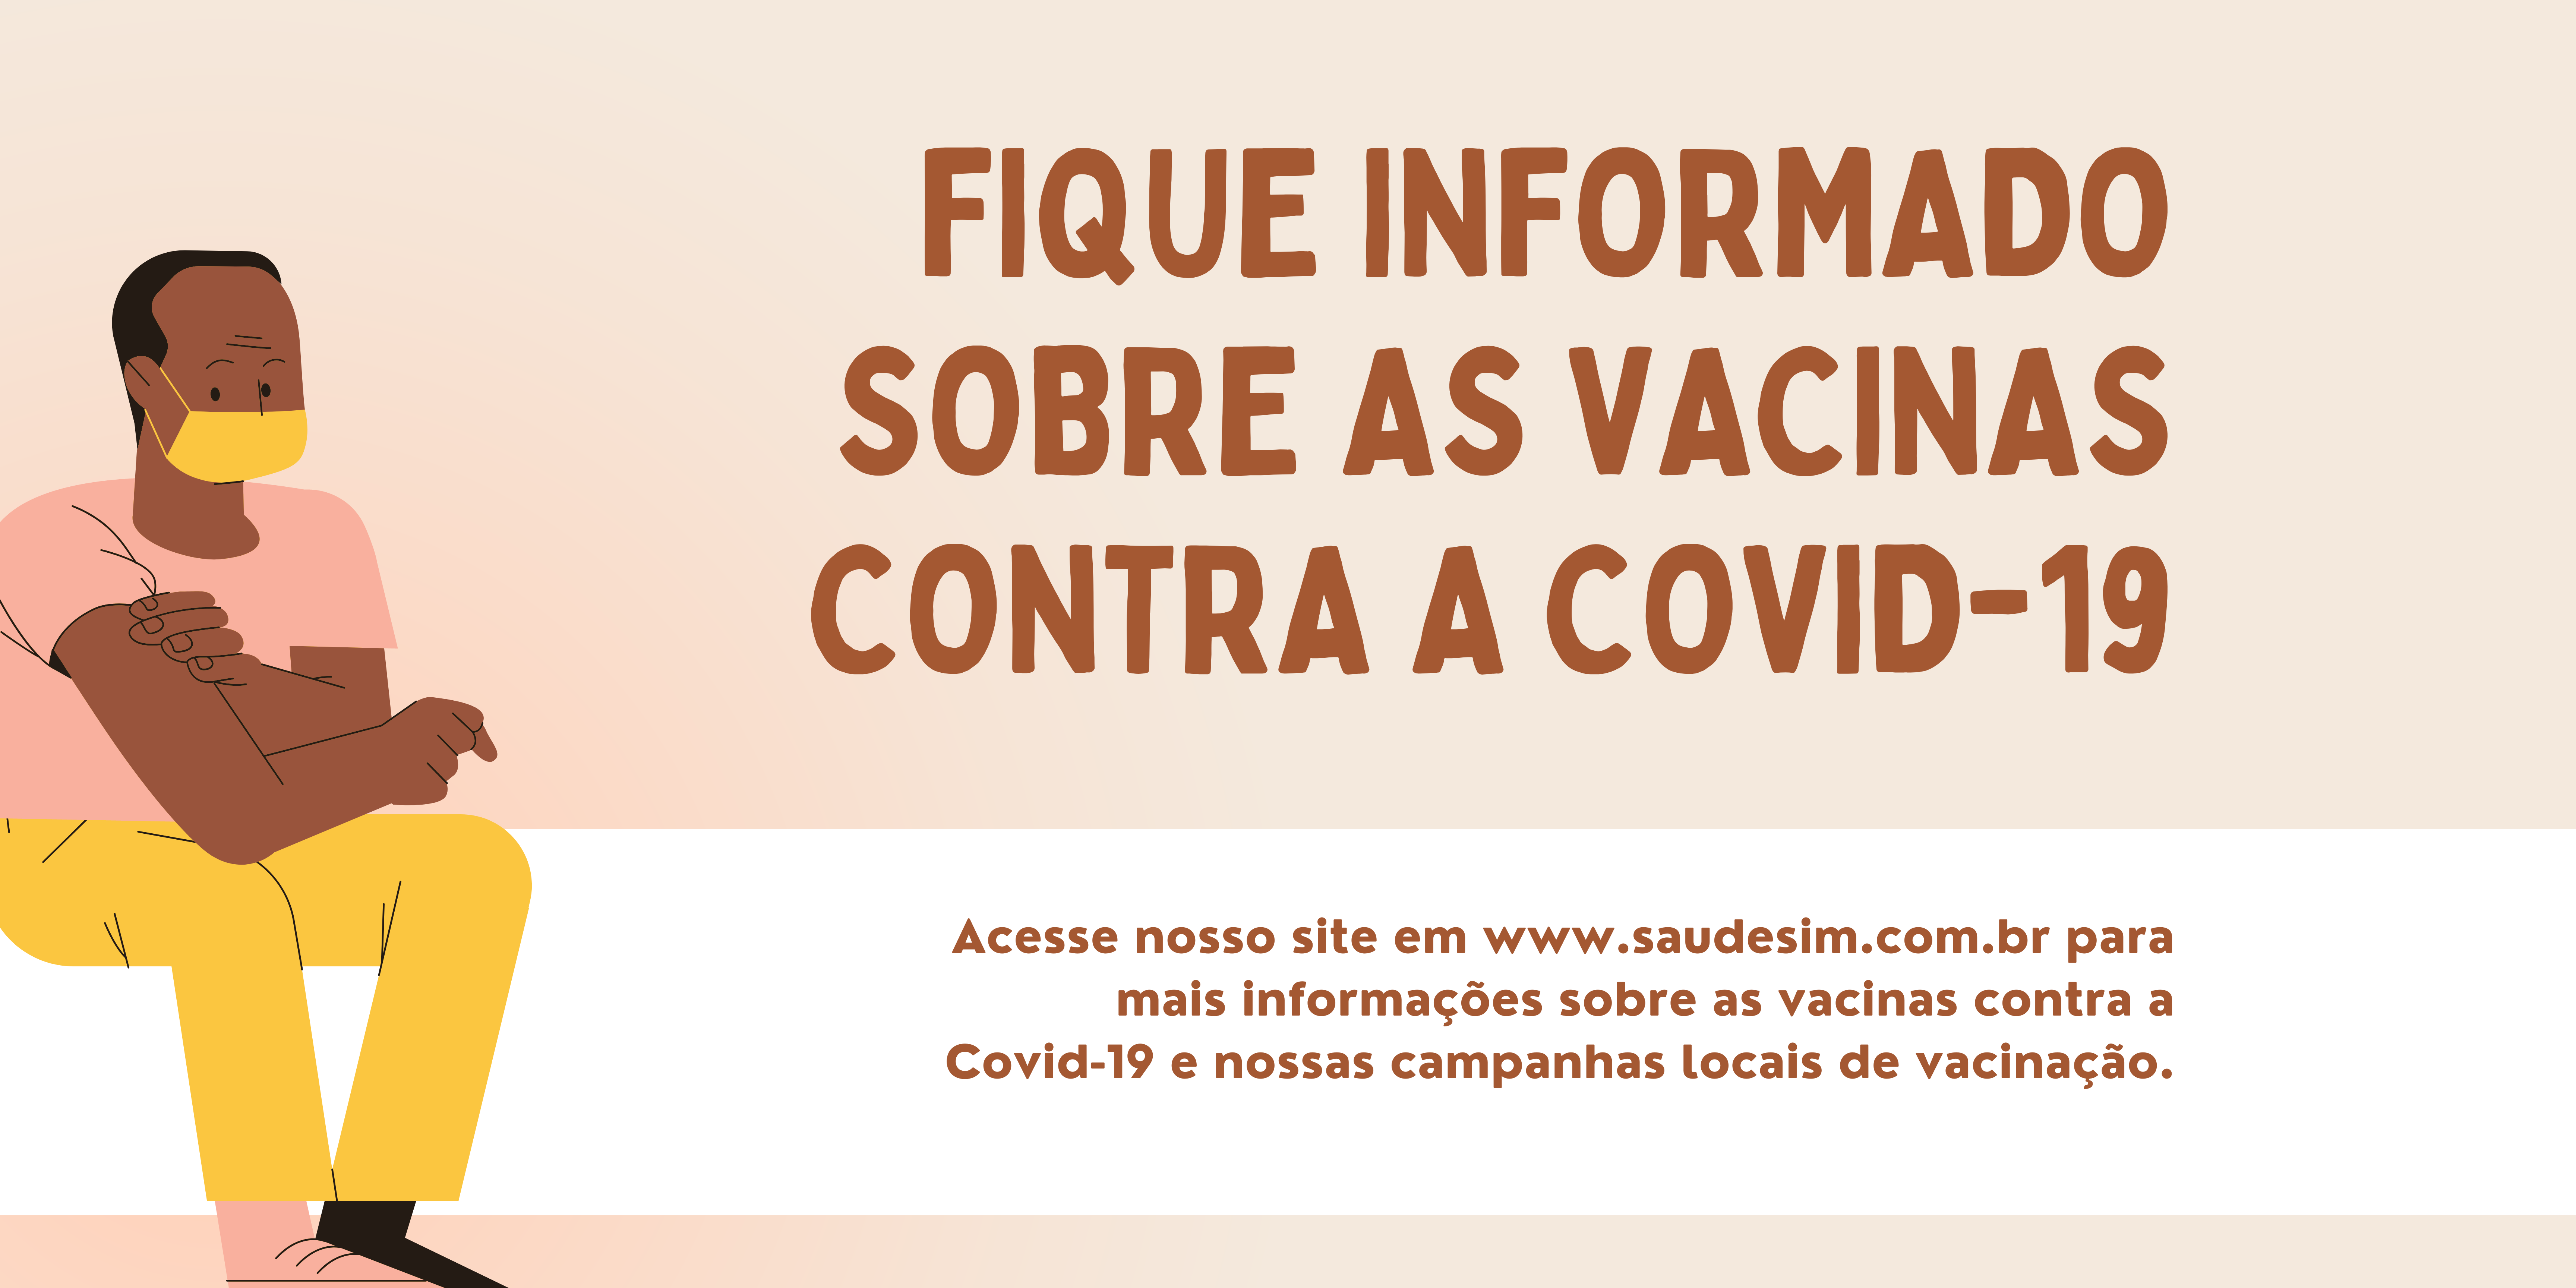 FIQUE INFORMADO
SOBRE AS VACINAS
CONTRA A COVID-19
Acesse nosso site em www.saudesim.com.br para
mais informações sobre as vacinas contra a
Covid-19 e nossas campanhas locais de vacinação.